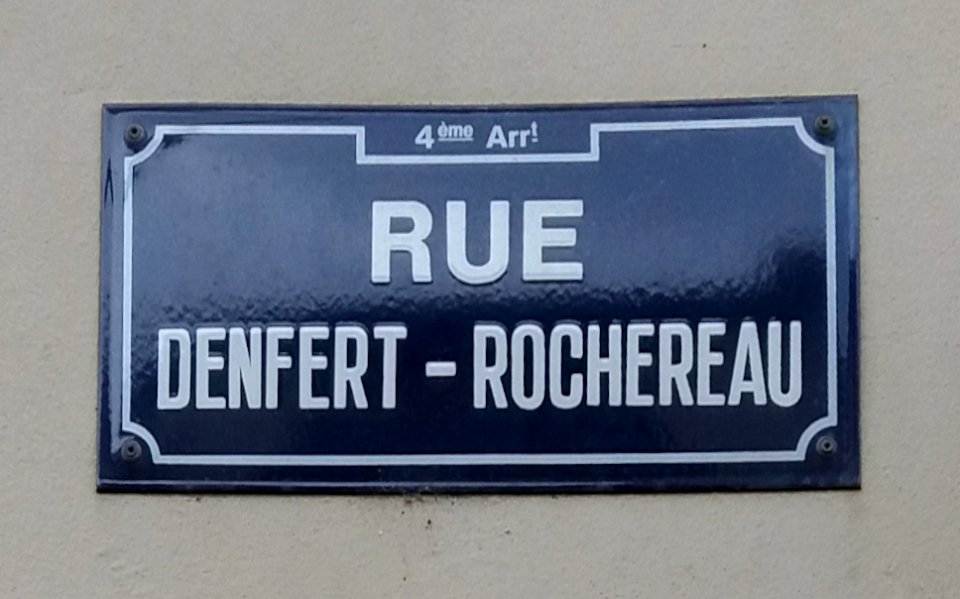 4ème Arrt
RUE
DENFERT - ROCHEREAU